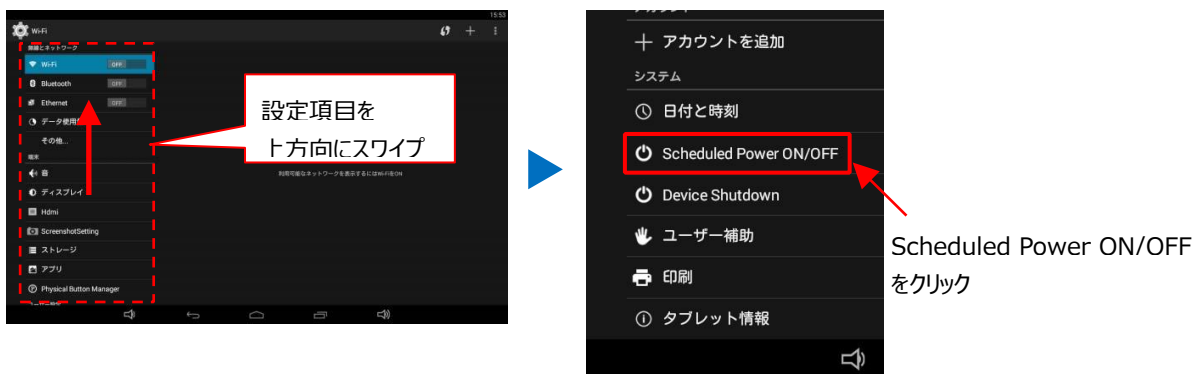 15:53
Wi-Fi
無線とネットワーク
Wi-Fi OFF
Bluetooth OFF
Ethernet OFF
データ使用
その他...
端末
音
ディスプレイ
Hdmi
ScreenshotSetting
ストレージ
アプリ
Physical Button Manager
利用可能なネットワークを表示するにはWi-FiをON
設定項目を
上方向にスワイプ
アカウントを追加
システム
日付と時刻
Scheduled Power ON/OFF
Device Shutdown
ユーザー補助
印刷
タブレット情報
Scheduled Power ON/OFF
をクリック